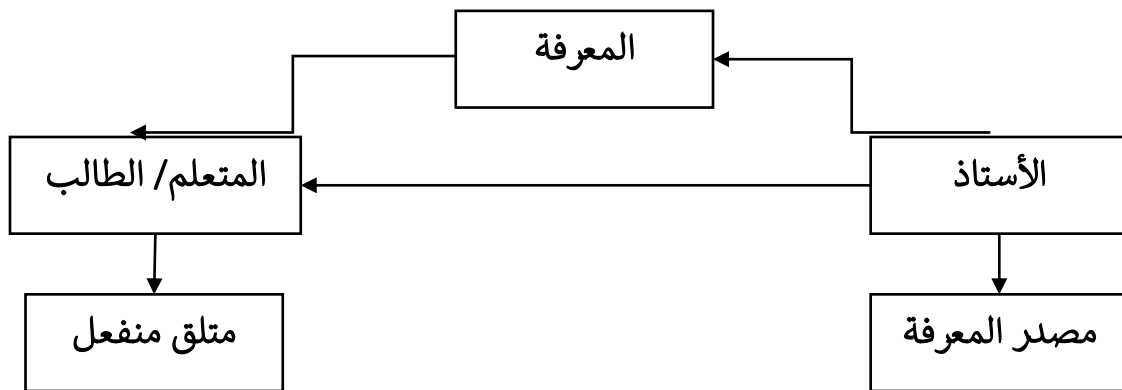 المعرفة
الأستاذ
المتعلم/ الطالب
مصدر المعرفة
متلق منفعل